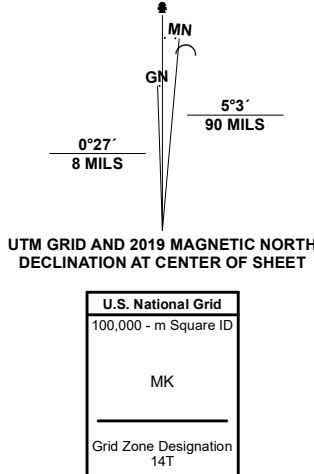 MN
GN
5°3´
90 MILS
0°27´
8 MILS
UTM GRID AND 2019 MAGNETIC NORTH
DECLINATION AT CENTER OF SHEET
U.S. National Grid
100,000 - m Square ID
MK
Grid Zone Designation
14T